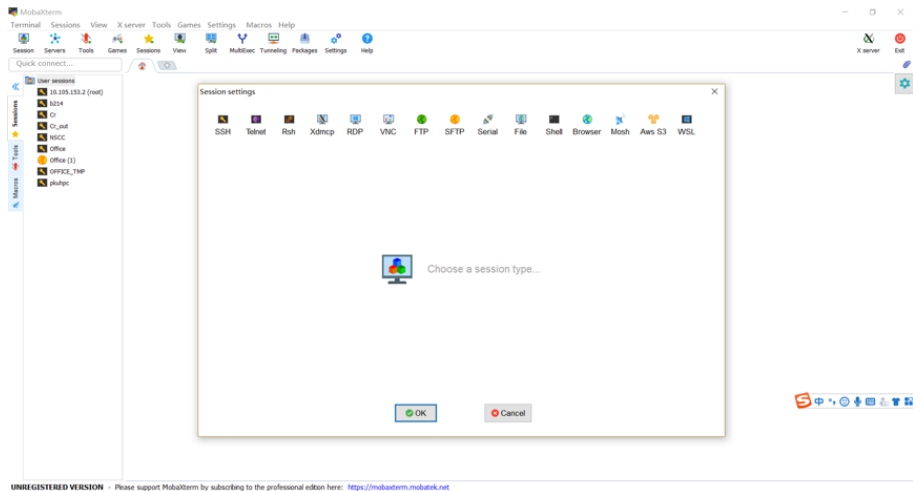 MobaXterm
Terminal Sessions View X server Tools Games Settings Macros Help
Session Servers Tools Games Sessions View Split MultiExec Tunneling Packages Settings Help X server Exit
Quick connect...
User sessions
10.105.153.2 (root)
b214
Cr
Cr_out
NSCC
Office
Office (1)
OFFICE_TMP
pkuhpc
Sessions
Tools
Macros
Session settings
SSH Telnet Rsh Xdmcp RDP VNC FTP SFTP Serial File Shell Browser Mosh Aws S3 WSL
Choose a session type...
OK Cancel
中
UNREGISTERED VERSION - Please support MobaXterm by subscribing to the professional edition here: https://mobaxterm.mobatek.net